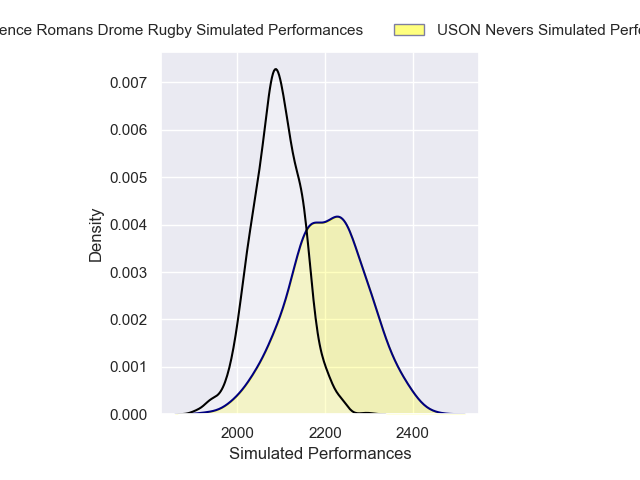 ence Romans Drome Rugby Simulated Performances
USON Nevers Simulated Perf
0.007
0.006
0.005
0.004
0.003
0.002
0.001
0.000
Density
2000 2200 2400
Simulated Performances